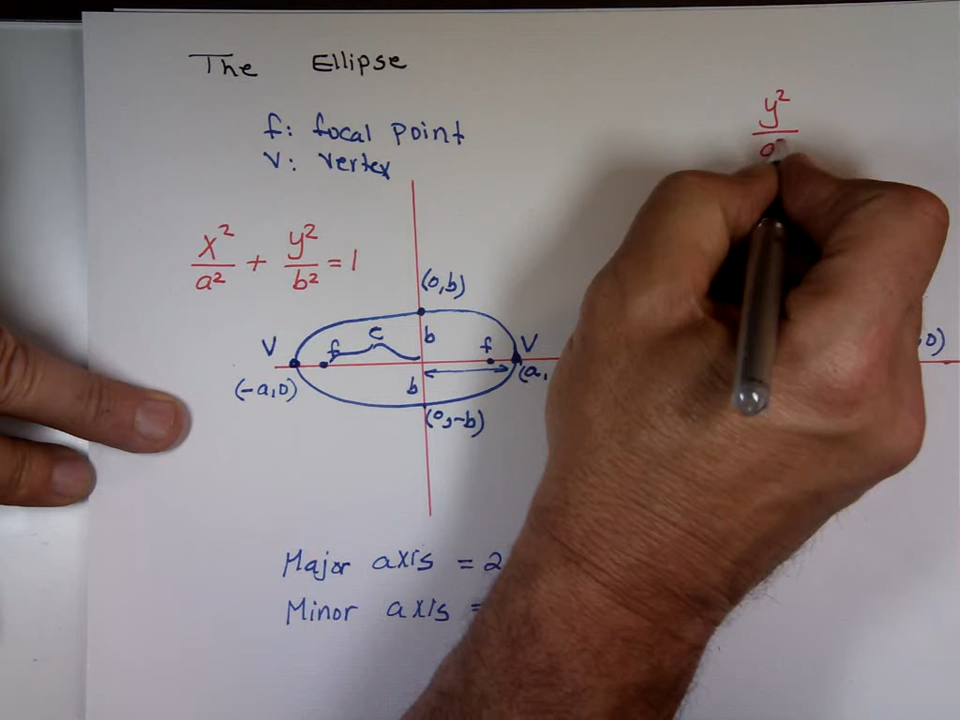 The Ellipse
f: focal point
V: vertex
x²/a² + y²/b² = 1
y²/a
(0,b)
c
b
V f f V
(-a,0) b (a,
(0,-b)
Major axis = 2
Minor axis =